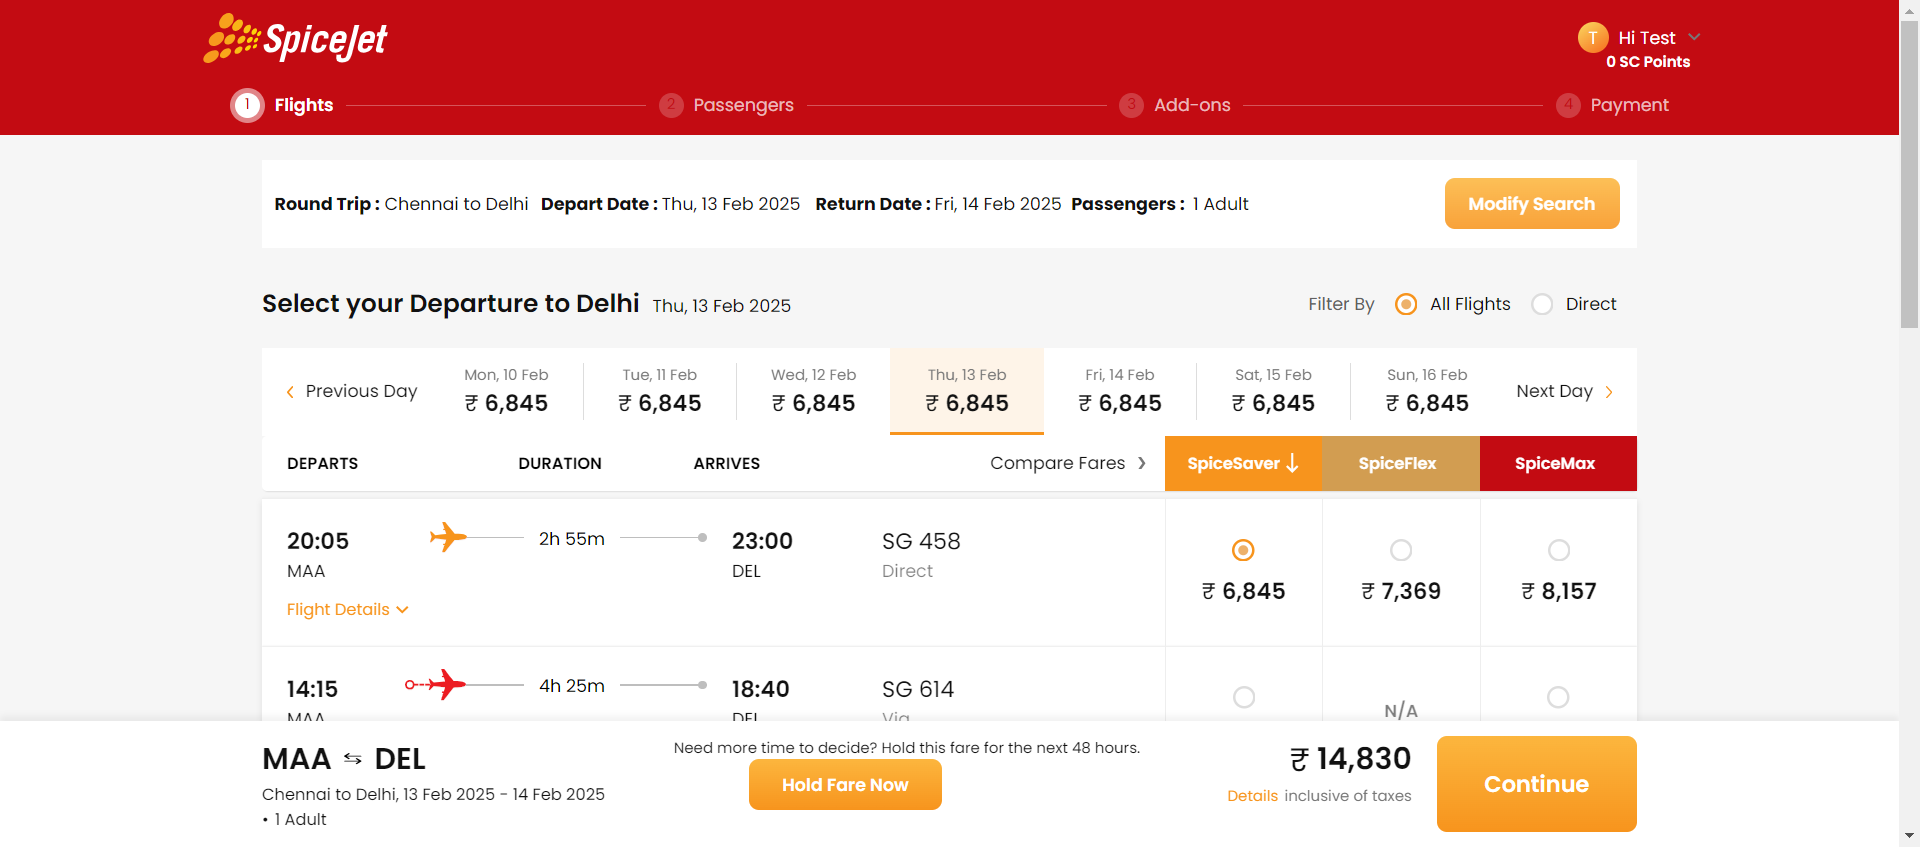 SpiceJet
T Hi Test
0 SC Points
1 Flights 2 Passengers 3 Add-ons 4 Payment
Round Trip : Chennai to Delhi Depart Date : Thu, 13 Feb 2025 Return Date : Fri, 14 Feb 2025 Passengers : 1 Adult Modify Search
Select your Departure to Delhi Thu, 13 Feb 2025 Filter By All Flights Direct
Previous Day Mon, 10 Feb Tue, 11 Feb Wed, 12 Feb Thu, 13 Feb Fri, 14 Feb Sat, 15 Feb Sun, 16 Feb Next Day
₹ 6,845 ₹ 6,845 ₹ 6,845 ₹ 6,845 ₹ 6,845 ₹ 6,845 ₹ 6,845
DEPARTS DURATION ARRIVES Compare Fares SpiceSaver SpiceFlex SpiceMax
20:05 2h 55m 23:00 SG 458
MAA DEL Direct
₹ 6,845 ₹ 7,369 ₹ 8,157
Flight Details
14:15 4h 25m 18:40 SG 614
MAA DEL Via N/A
MAA ⇆ DEL
Chennai to Delhi, 13 Feb 2025 - 14 Feb 2025
• 1 Adult
Need more time to decide? Hold this fare for the next 48 hours.
Hold Fare Now
₹ 14,830
Details inclusive of taxes
Continue